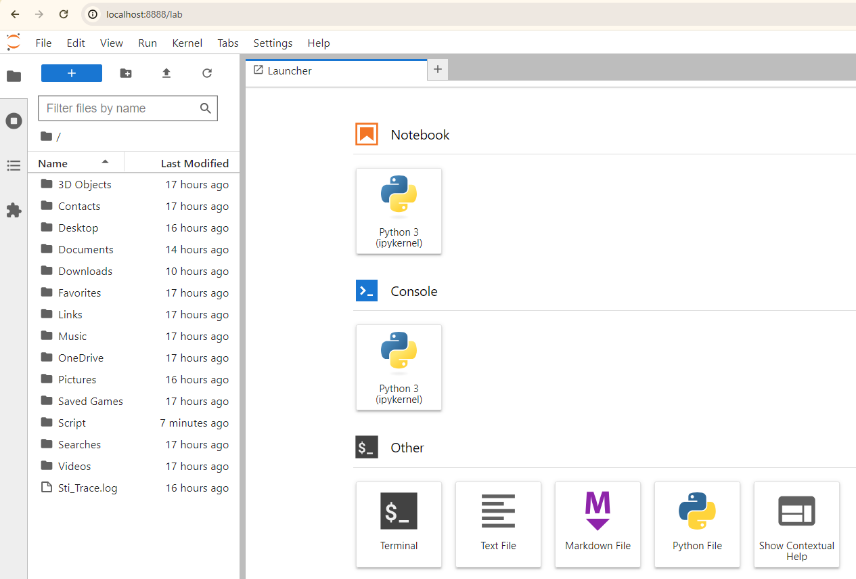 localhost:8888/lab
File Edit View Run Kernel Tabs Settings Help
+
Launcher
+
Filter files by name
/
Name Last Modified
3D Objects 17 hours ago
Contacts 17 hours ago
Desktop 16 hours ago
Documents 14 hours ago
Downloads 10 hours ago
Favorites 17 hours ago
Links 17 hours ago
Music 17 hours ago
OneDrive 17 hours ago
Pictures 16 hours ago
Saved Games 17 hours ago
Script 7 minutes ago
Searches 17 hours ago
Videos 17 hours ago
Sti_Trace.log 16 hours ago
Notebook
Python 3
(ipykernel)
>_ Console
Python 3
(ipykernel)
$_ Other
$_
Terminal
Text File
M
Markdown File
Python File
Show Contextual
Help